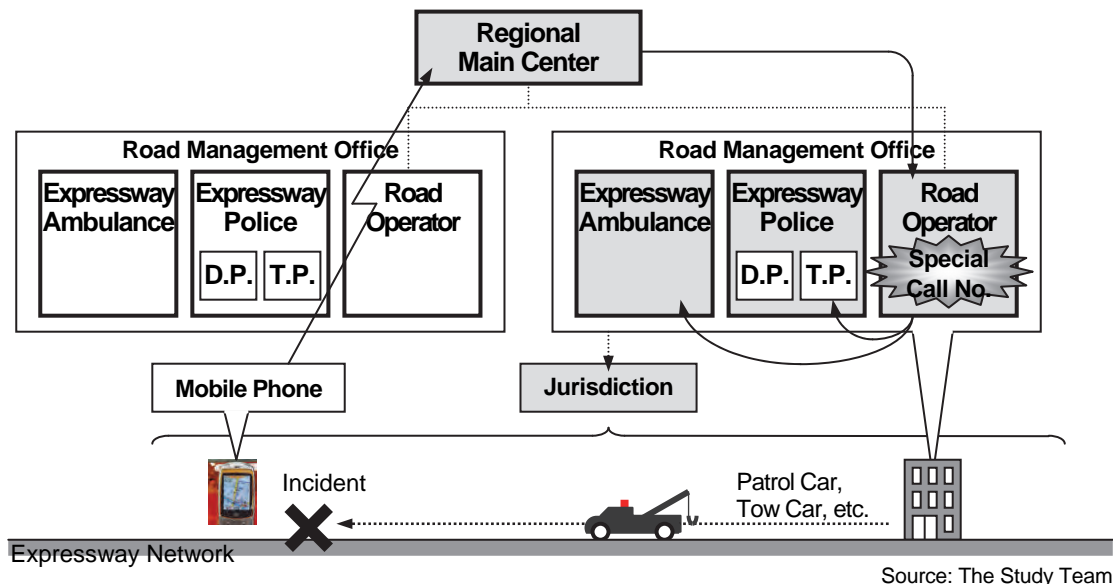 Regional
Main Center
Road Management Office
Expressway
Ambulance
Expressway
Police
D.P.
T.P.
Road
Operator
Road Management Office
Expressway
Ambulance
Expressway
Police
D.P.
T.P.
Road
Operator
Special
Call No.
Mobile Phone
Jurisdiction
Incident
Patrol Car,
Tow Car, etc.
Expressway Network
Source: The Study Team